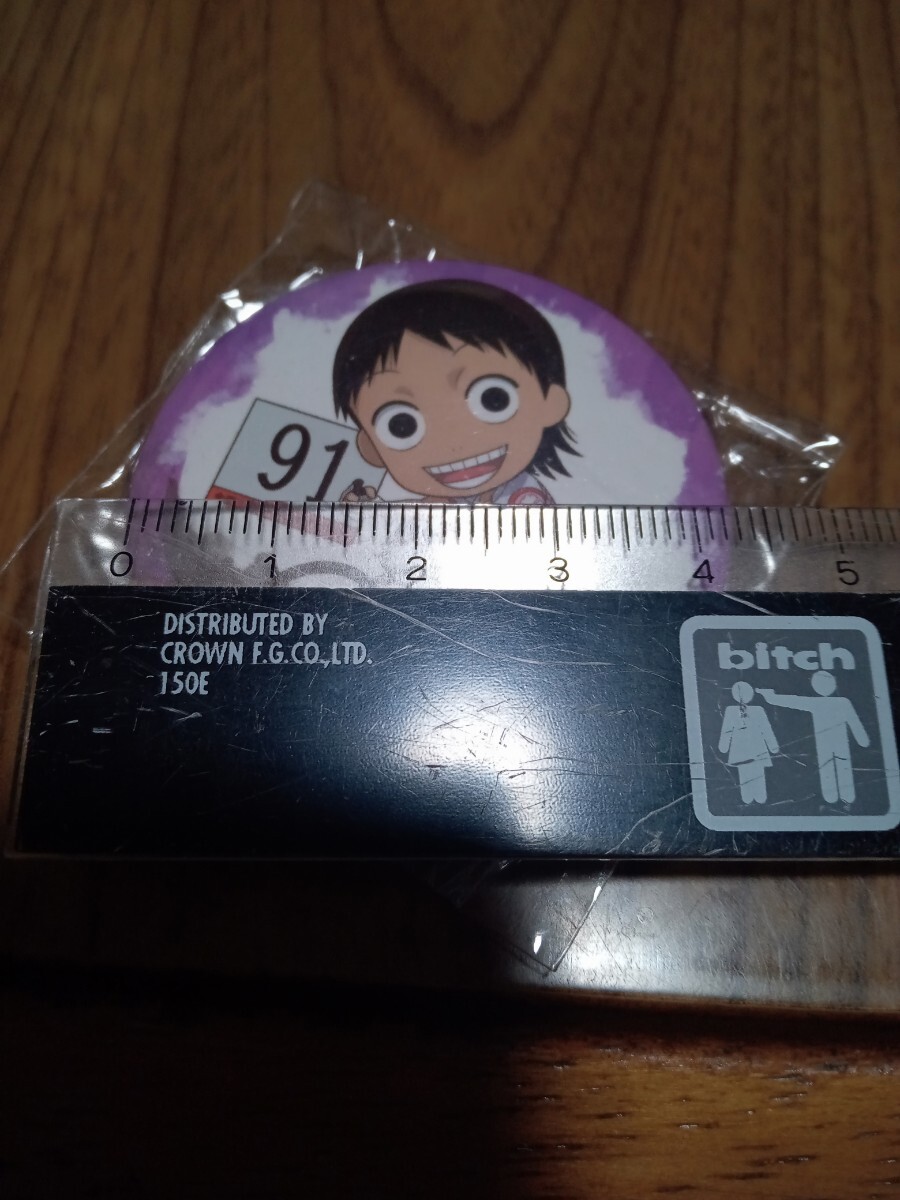 91
0 1 2 3 4 5
DISTRIBUTED BY
CROWN F.G.CO.,LTD.
150E
bitch